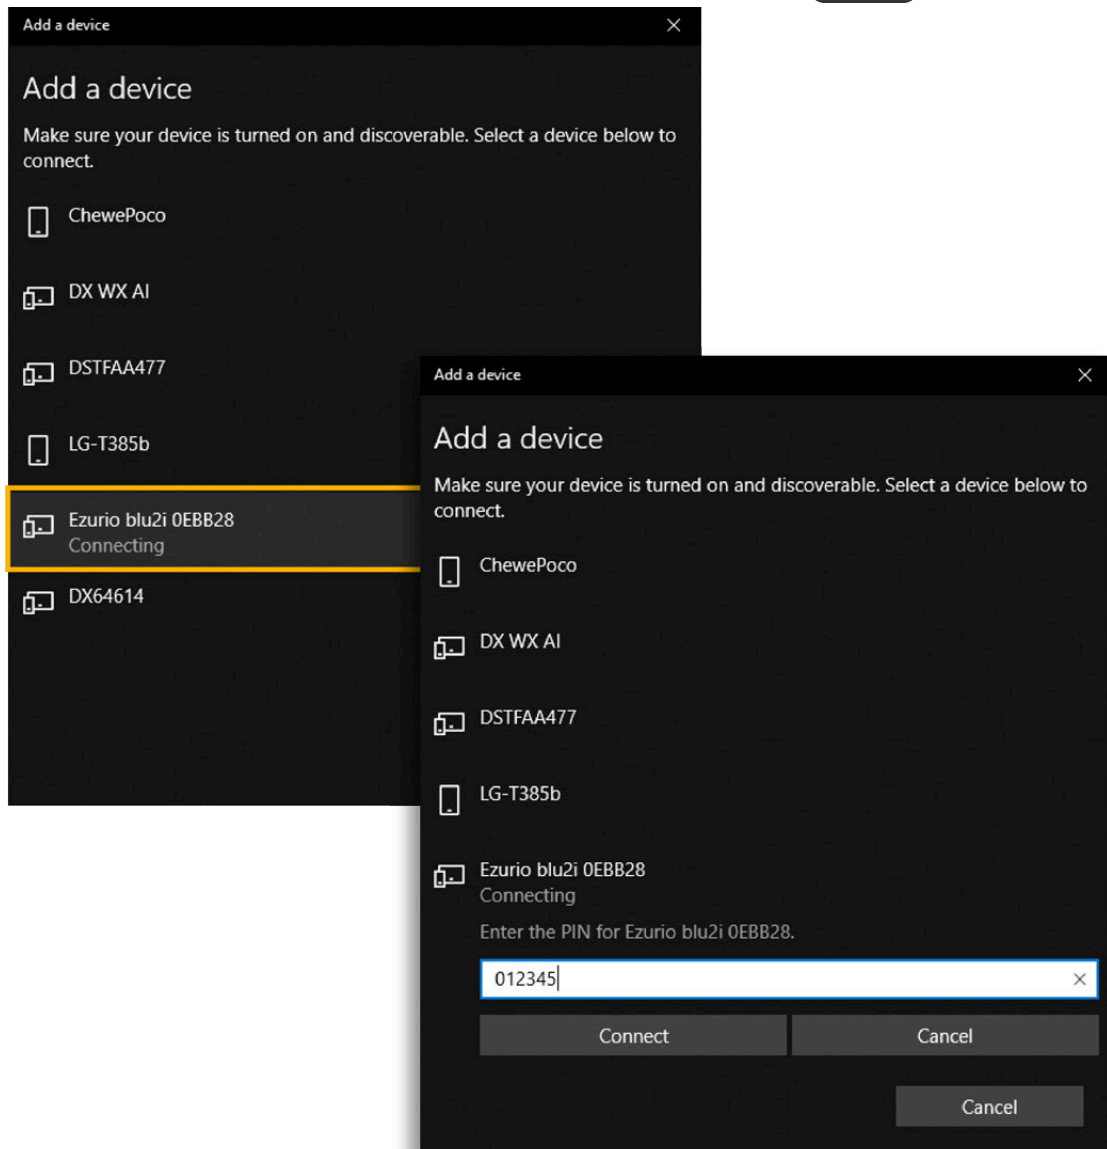 Add a device
Add a device
Make sure your device is turned on and discoverable. Select a device below to
connect.
ChewePoco
DX WX AI
DSTFAA477
LG-T385b
Ezurio blu2i 0EBB28
Connecting
DX64614
Add a device
Add a device
Make sure your device is turned on and discoverable. Select a device below to
connect.
ChewePoco
DX WX AI
DSTFAA477
LG-T385b
Ezurio blu2i 0EBB28
Connecting
Enter the PIN for Ezurio blu2i 0EBB28.
012345
Connect Cancel
Cancel